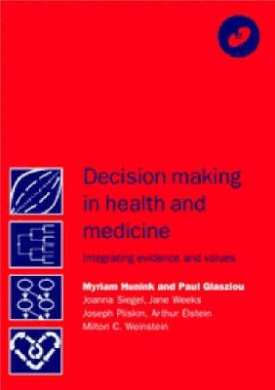 Decision making
in health and
medicine
Integrating evidence and values
Myriam Hunink and Paul Glasziou
Joanna Siegel, Jane Weeks
Joseph Pliskin, Arthur Elstein
Milton C. Weinstein